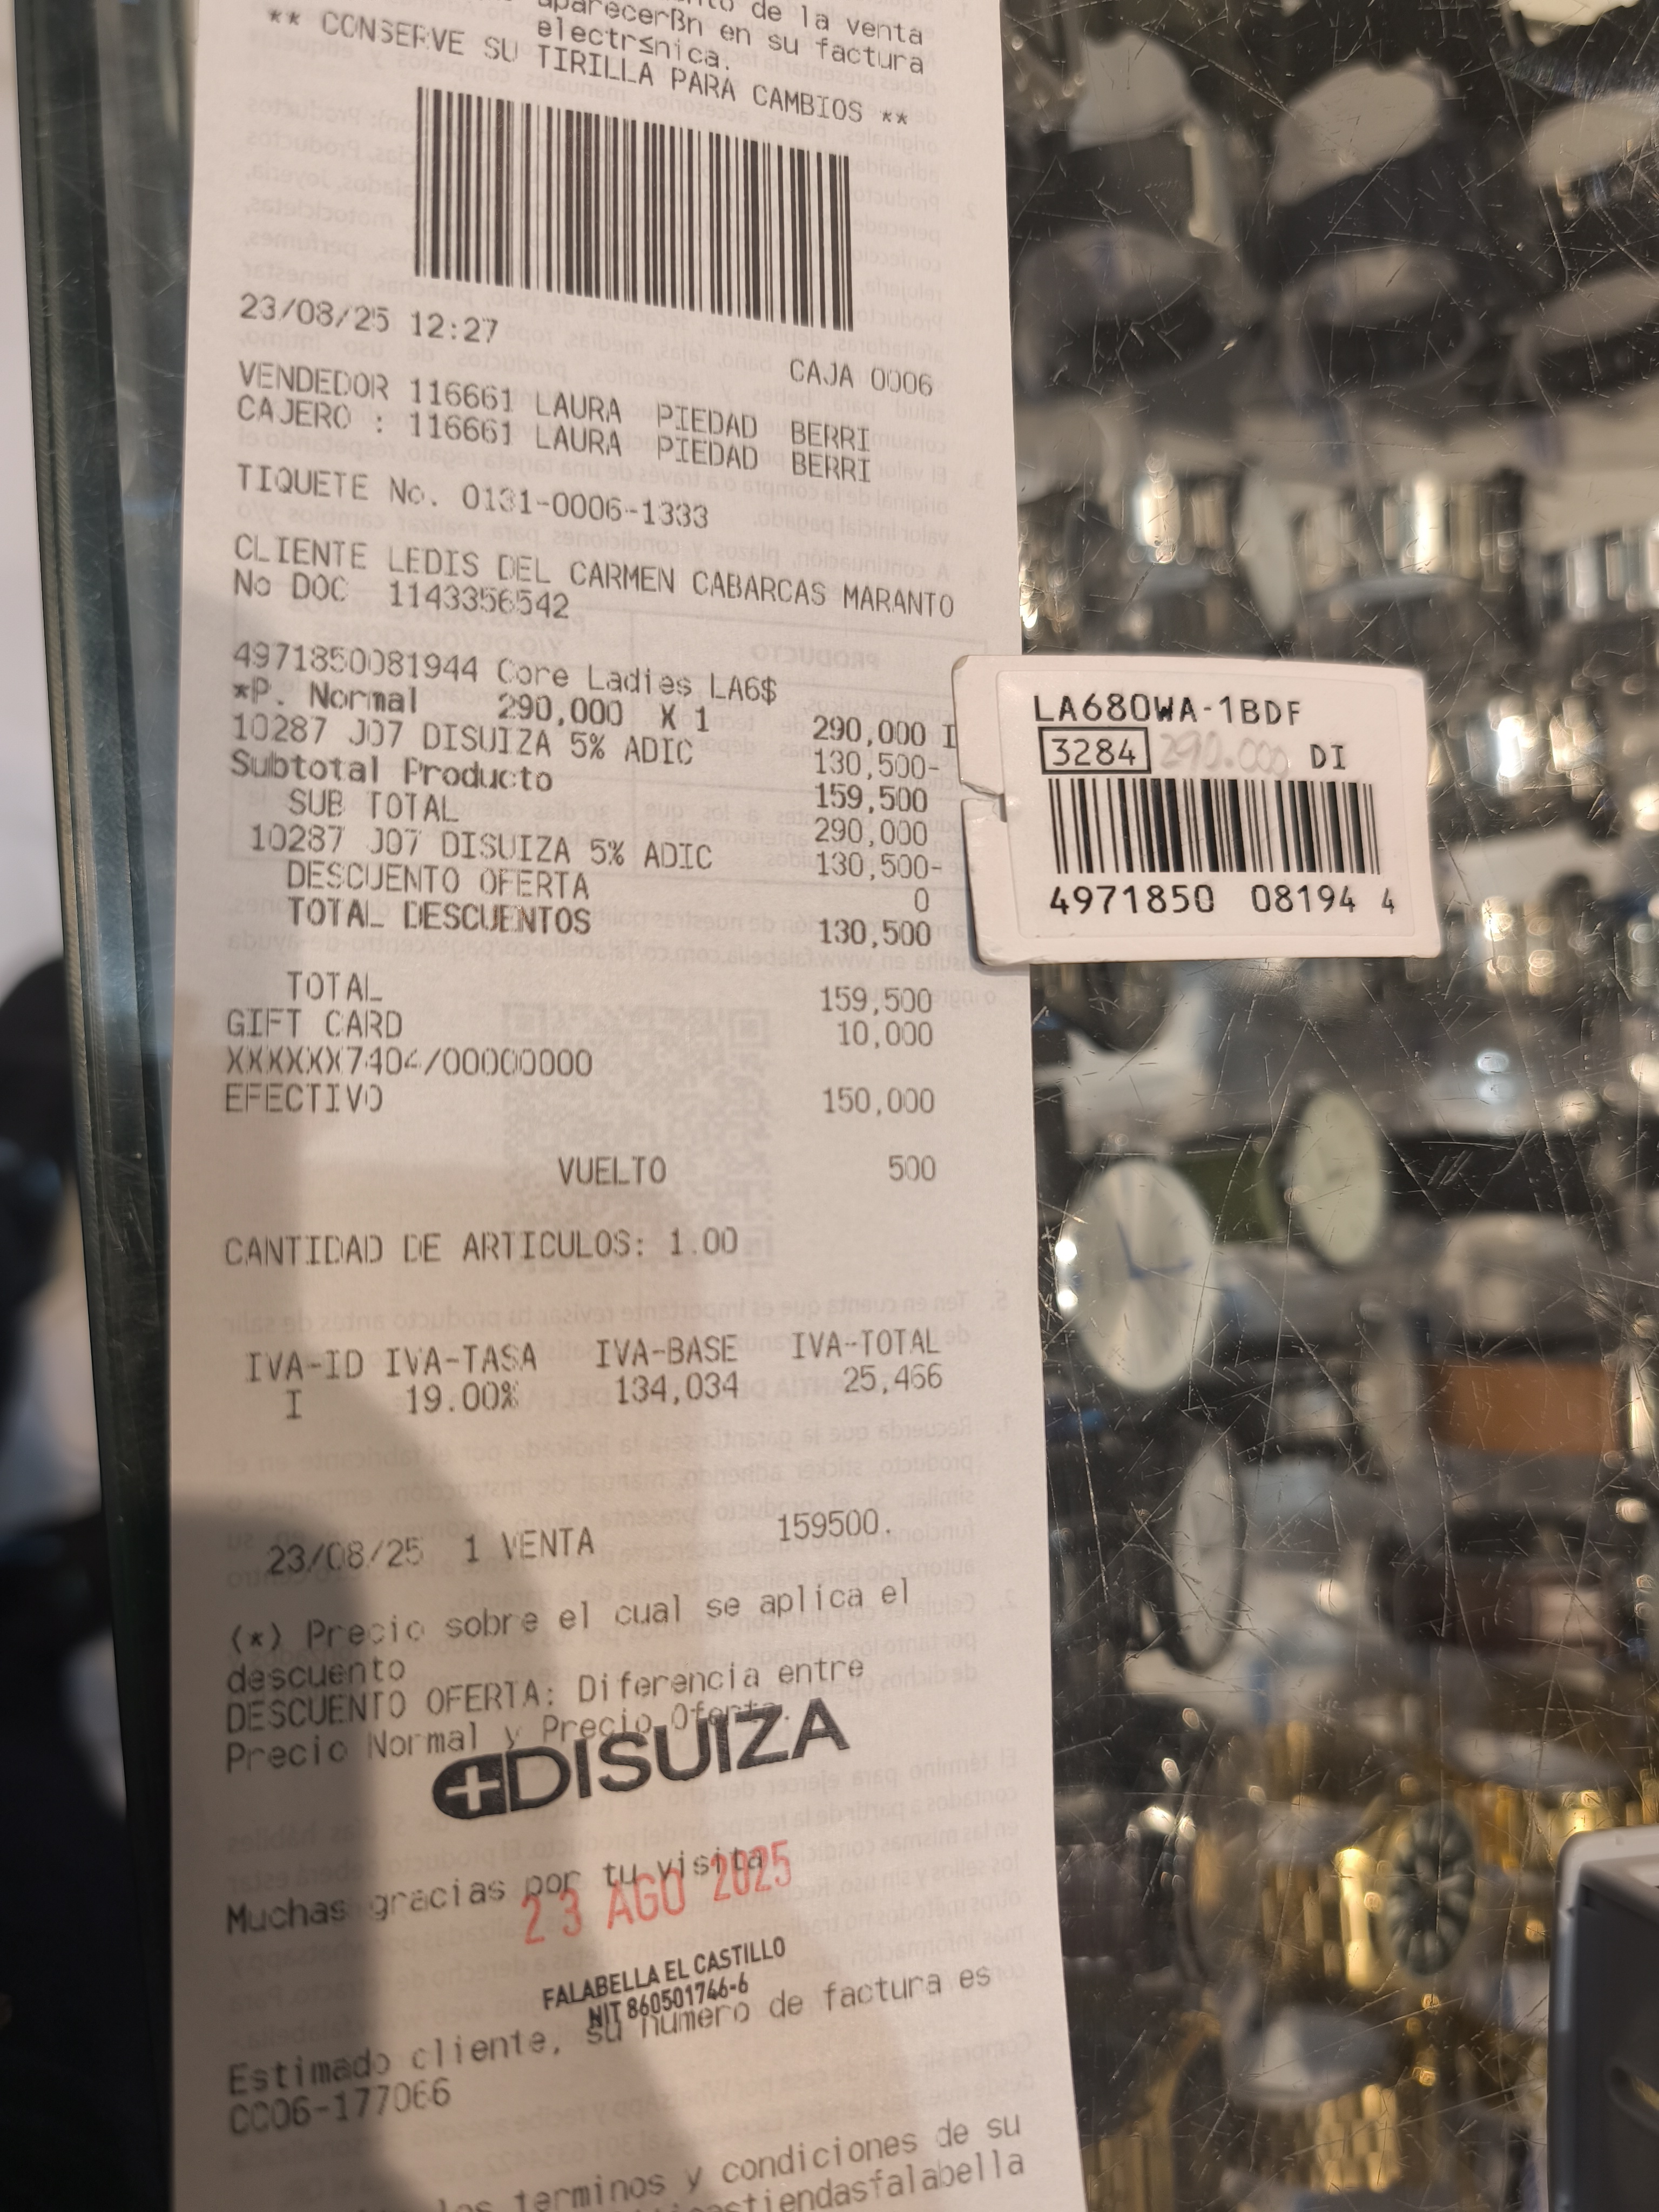 de la venta
aparecerßn en su factura
electr≤nica.
** CONSERVE SU TIRILLA PARA CAMBIOS **
23/08/25 12:27
CAJA 0006
VENDEDOR 116661 LAURA PIEDAD BERRI
CAJERO : 116661 LAURA PIEDAD BERRI
TIQUETE No. 0131-0006-1333
CLIENTE LEDIS DEL CARMEN CABARCAS MARANTO
No DOC 1143356542
4971850081944 Core Ladies LA6$
*P. Normal 290,000 X 1 290,000 I
10287 J07 DISUIZA 5% ADIC 130,500-
Subtotal Producto 159,500
SUB TOTAL 290,000
10287 J07 DISUIZA 5% ADIC 130,500-
DESCUENTO OFERTA 0
TOTAL DESCUENTOS 130,500
TOTAL 159,500
GIFT CARD 10,000
XXXXXX7404/00000000
EFECTIVO 150,000
VUELTO 500
CANTIDAD DE ARTICULOS: 1.00
IVA-ID IVA-TASA IVA-BASE IVA-TOTAL
I 19.00% 134,034 25,466
23/08/25 1 VENTA 159500.
(*) Precio sobre el cual se aplica el
descuento
DESCUENTO OFERTA: Diferencia entre
Precio Normal y Precio Oferta.
DISUIZA
Muchas gracias por tu visita
23 AGO 2025
FALABELLA EL CASTILLO
NIT 860501746-6
Estimado cliente, su numero de factura es
CC06-177066
terminos y condiciones de su
LA680WA-1BDF
3284 290.000 DI
4971850 08194 4